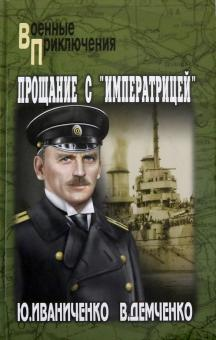 Военные
Приключения
ПРОЩАНИЕ С "ИМПЕРАТРИЦЕЙ"
Ю.ИВАНИЧЕНКО В.ДЕМЧЕНКО